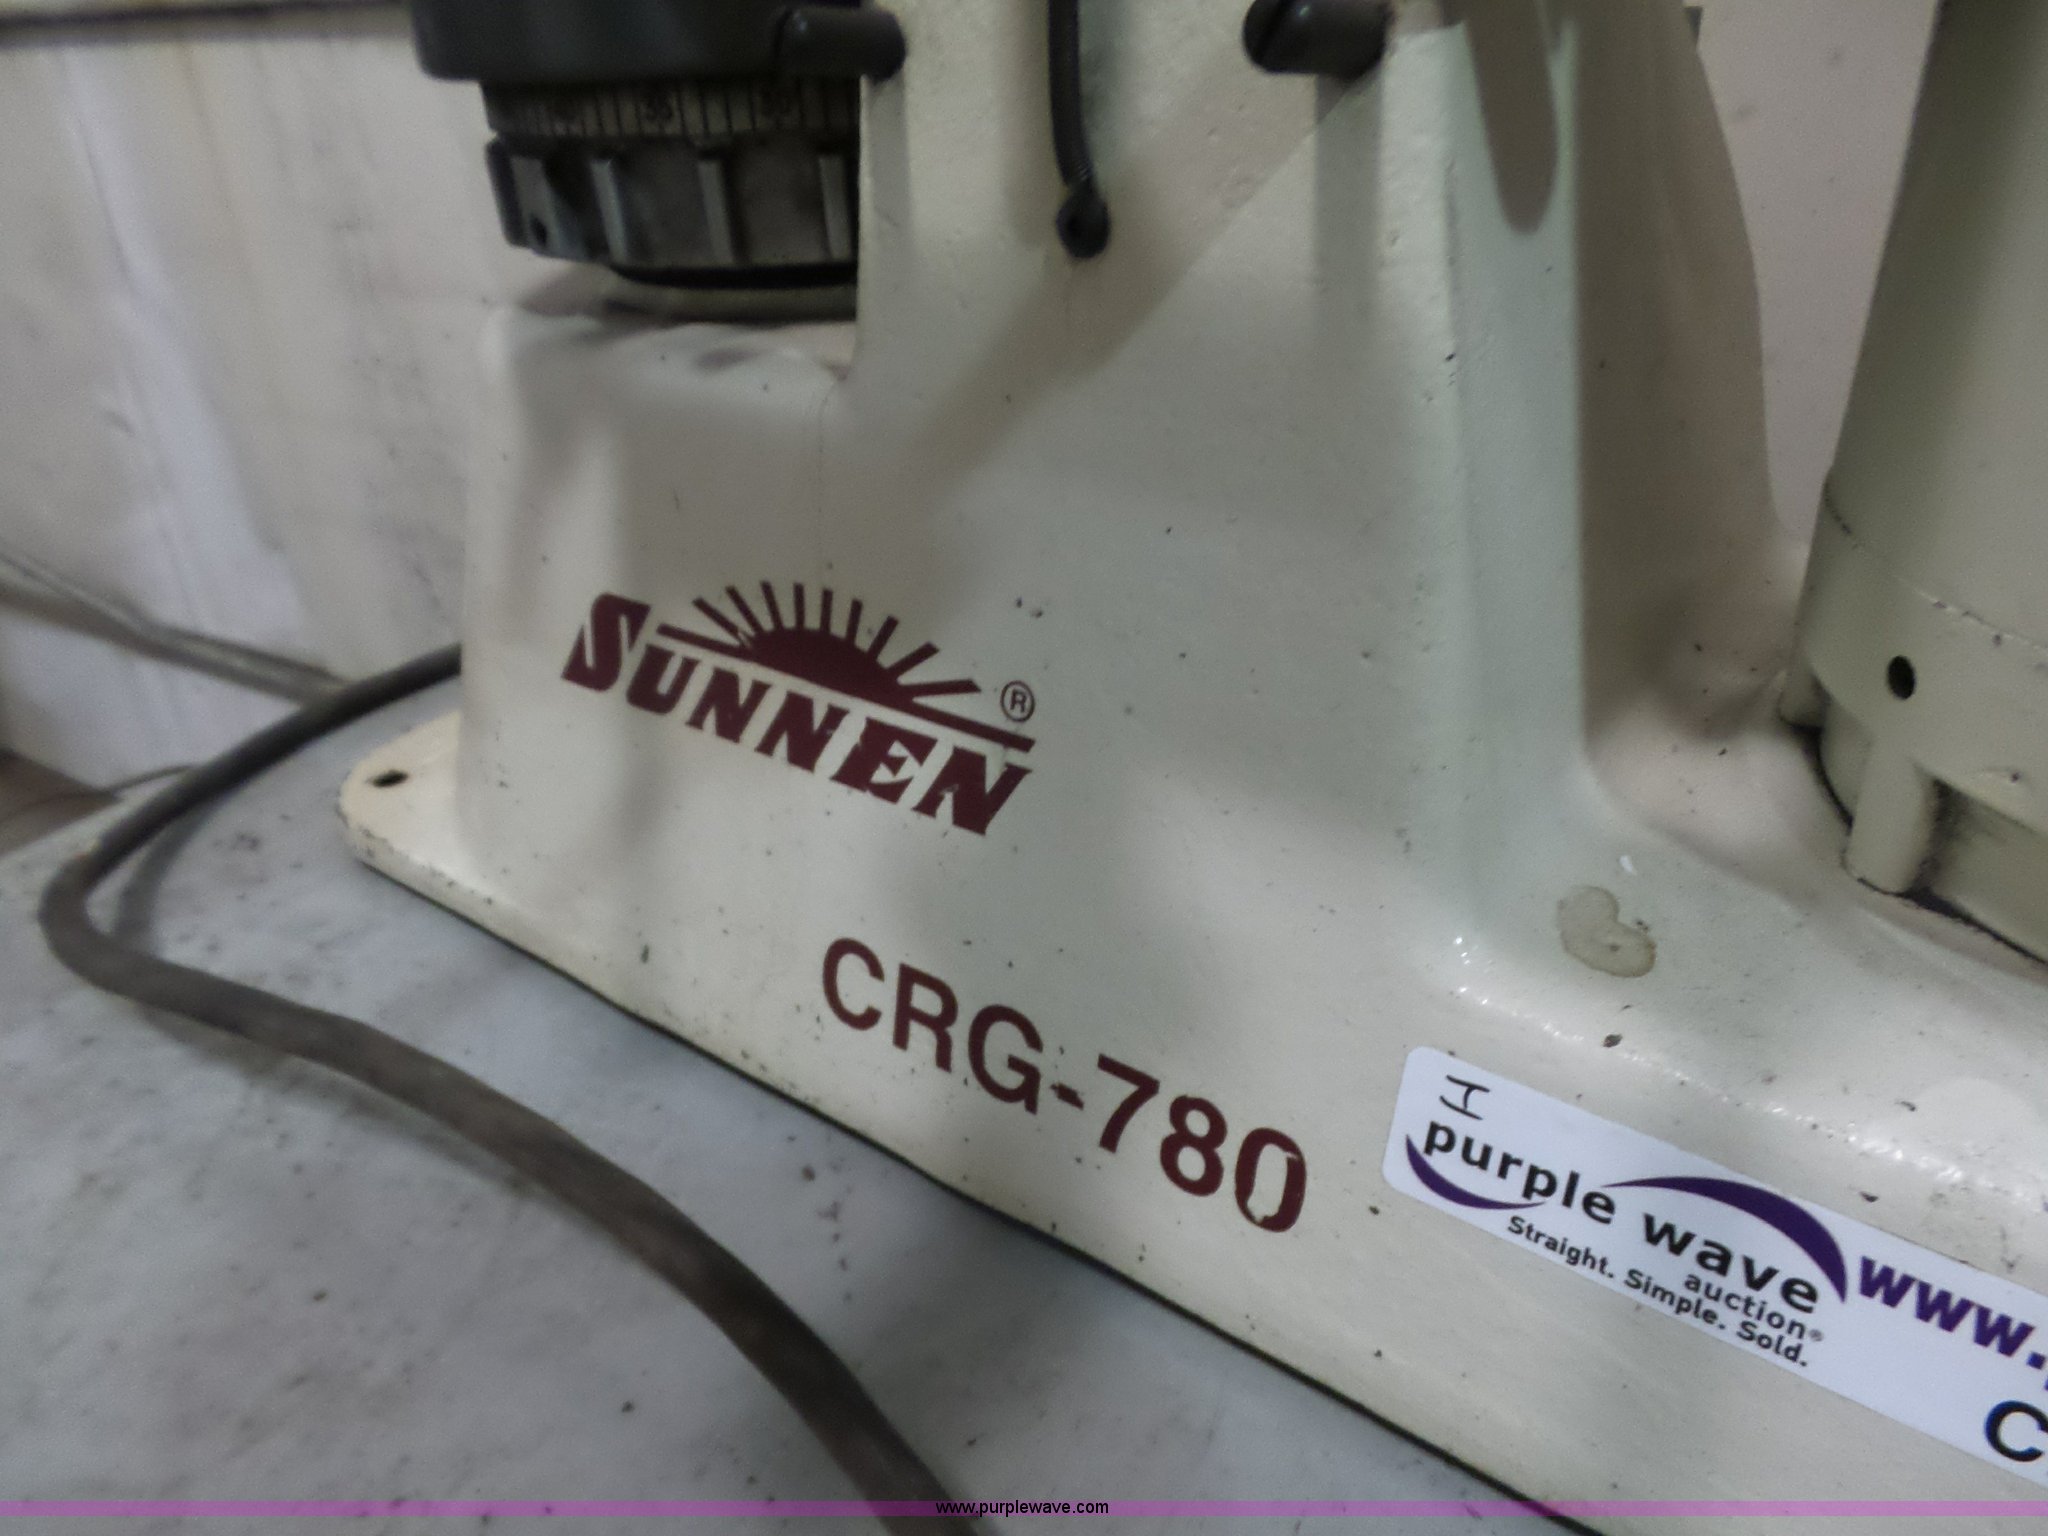 SUNNEN®
CRG-780
I
purple wave
auction®
Straight. Simple. Sold.
www.
C
www.purplewave.com